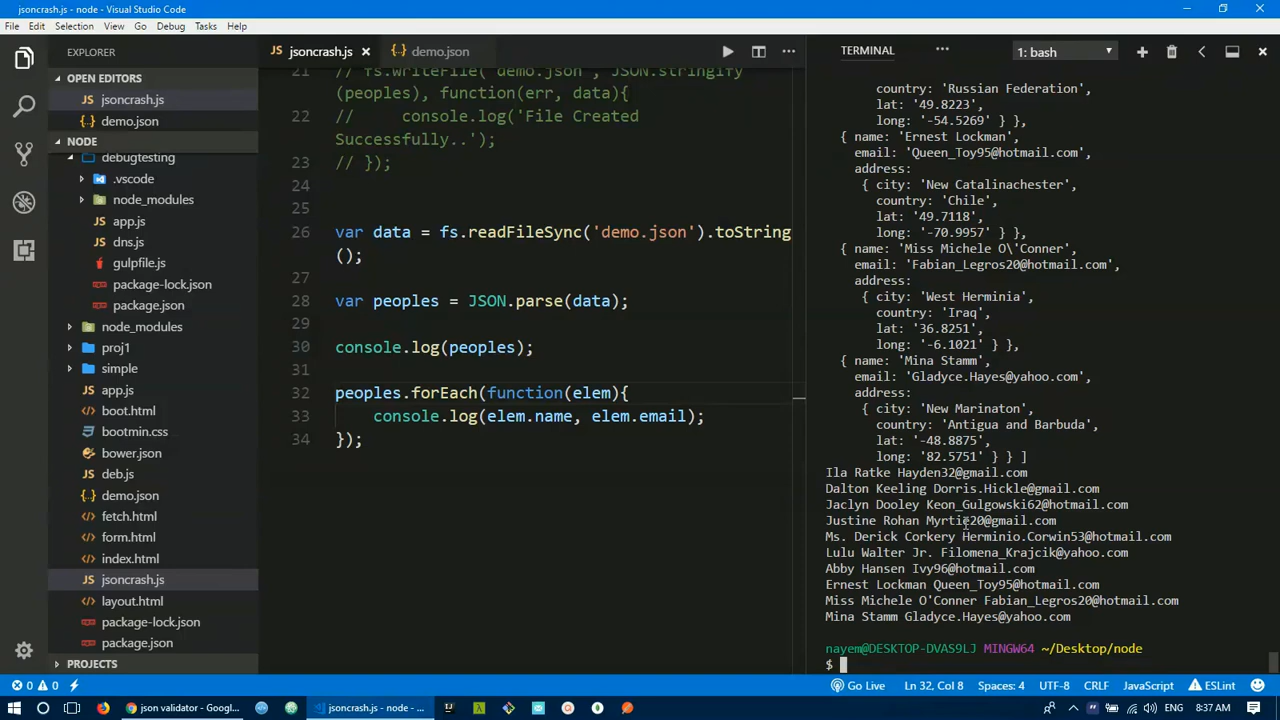 jsoncrash.js - node - Visual Studio Code
File Edit Selection View Go Debug Tasks Help
EXPLORER
OPEN EDITORS
jsoncrash.js
demo.json
NODE
debugtesting
.vscode
node_modules
JS app.js
JS dns.js
gulpfile.js
package-lock.json
package.json
node_modules
proj1
simple
JS app.js
<> boot.html
bootmin.css
bower.json
JS deb.js
{.} demo.json
<> fetch.html
<> form.html
<> index.html
JS jsoncrash.js
<> layout.html
package-lock.json
package.json
PROJECTS
JS jsoncrash.js
{.} demo.json
21 // fs.writeFile('demo.json', JSON.stringify
(peoples), function(err, data){
22 //     console.log('File Created
Successfully..');
23 // });
24
25
26 var data = fs.readFileSync('demo.json').toString
();
27
28 var peoples = JSON.parse(data);
29
30 console.log(peoples);
31
32 peoples.forEach(function(elem){
33     console.log(elem.name, elem.email);
34 });
TERMINAL
1: bash
country: 'Russian Federation',
lat: '49.8223',
long: '-54.5269' } },
{ name: 'Ernest Lockman',
email: 'Queen_Toy95@hotmail.com',
address:
{ city: 'New Catalinachester',
country: 'Chile',
lat: '49.7118',
long: '-70.9957' } },
{ name: 'Miss Michele O\'Conner',
email: 'Fabian_Legros20@hotmail.com',
address:
{ city: 'West Herminia',
country: 'Iraq',
lat: '36.8251',
long: '-6.1021' } },
{ name: 'Mina Stamm',
email: 'Gladyce.Hayes@yahoo.com',
address:
{ city: 'New Marinaton',
country: 'Antigua and Barbuda',
lat: '-48.8875',
long: '82.5751' } } ]
Ila Ratke Hayden32@gmail.com
Dalton Keeling Dorris.Hickle@gmail.com
Jaclyn Dooley Keon_Gulgowski62@hotmail.com
Justine Rohan Myrtie20@gmail.com
Ms. Derick Corkery Herminio.Corwin53@hotmail.com
Lulu Walter Jr. Filomena_Krajcik@yahoo.com
Abby Hansen Ivy96@hotmail.com
Ernest Lockman Queen_Toy95@hotmail.com
Miss Michele O'Conner Fabian_Legros20@hotmail.com
Mina Stamm Gladyce.Hayes@yahoo.com
nayem@DESKTOP-DVAS9LJ MINGW64 ~/Desktop/node
$
0 0 Go Live Ln 32, Col 8 Spaces: 4 UTF-8 CRLF JavaScript ESLint
json validator - Googl... jsoncrash.js - node - ... ENG 8:37 AM